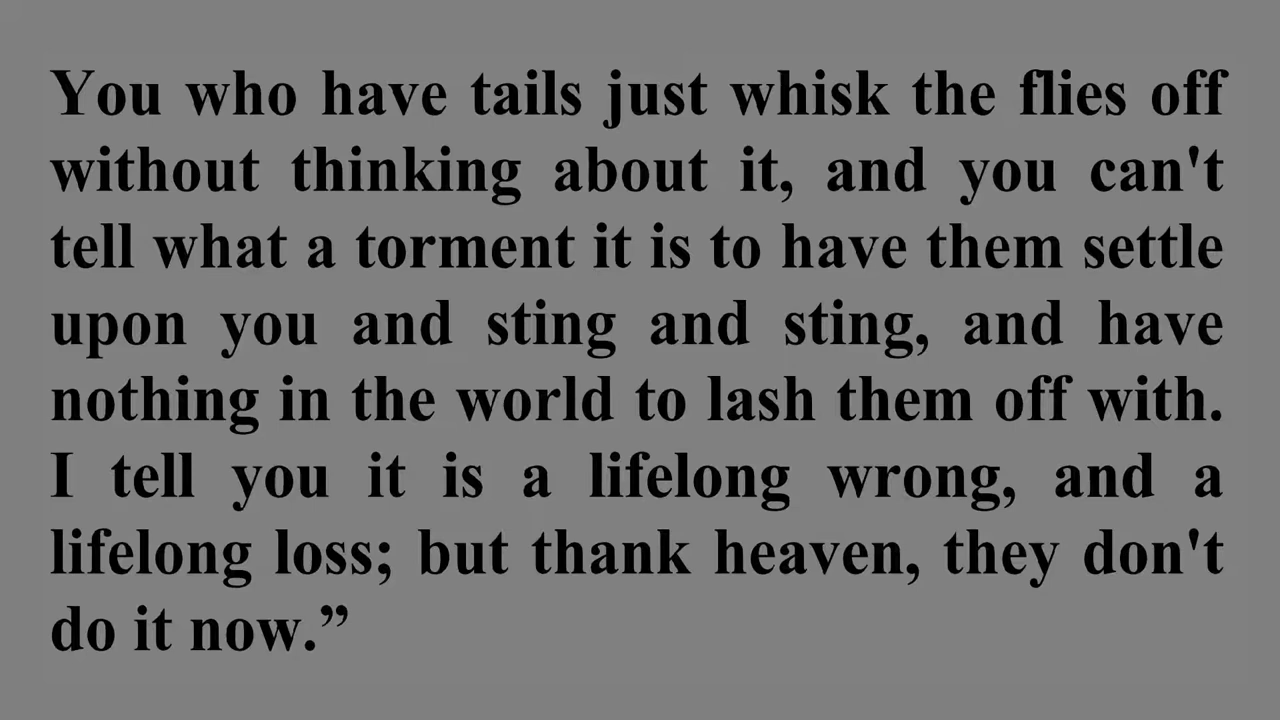 You who have tails just whisk the flies off
without thinking about it, and you can't
tell what a torment it is to have them settle
upon you and sting and sting, and have
nothing in the world to lash them off with.
I tell you it is a lifelong wrong, and a
lifelong loss; but thank heaven, they don't
do it now.”